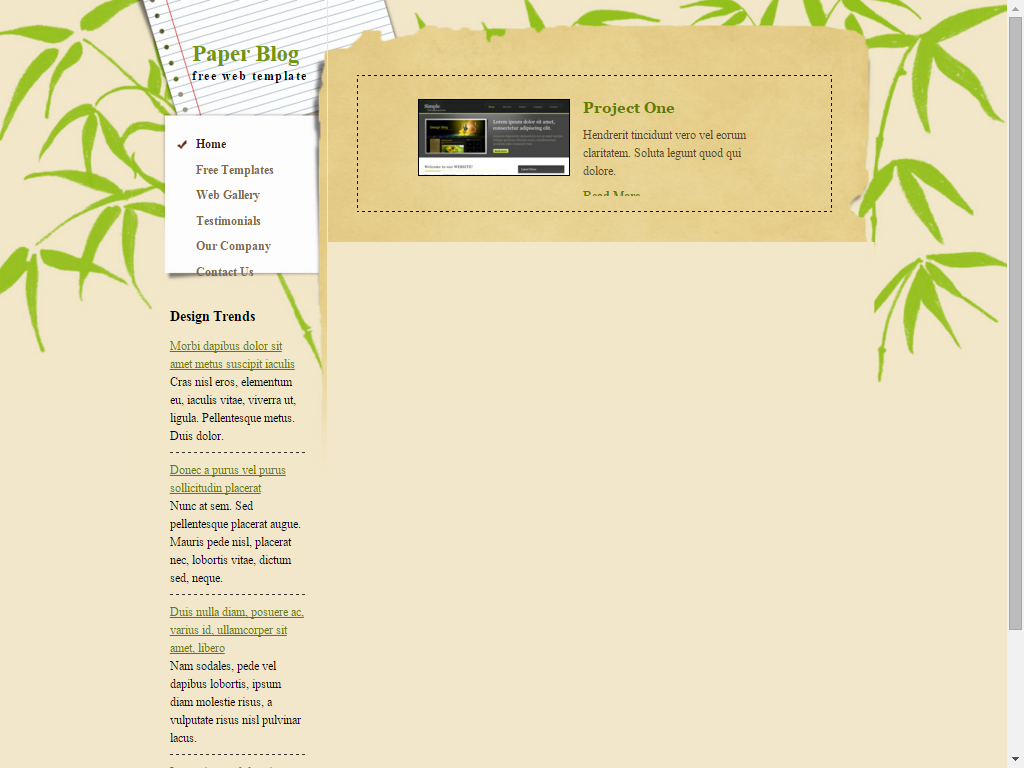 Paper Blog
free web template
Home
Free Templates
Web Gallery
Testimonials
Our Company
Contact Us
Design Trends
Morbi dapibus dolor sit
amet metus suscipit iaculis
Cras nisl eros, elementum
eu, iaculis vitae, viverra ut,
ligula. Pellentesque metus.
Duis dolor.
Donec a purus vel purus
sollicitudin placerat
Nunc at sem. Sed
pellentesque placerat augue.
Mauris pede nisl, placerat
nec, lobortis vitae, dictum
sed, neque.
Duis nulla diam, posuere ac,
varius id, ullamcorper sit
amet, libero
Nam sodales, pede vel
dapibus lobortis, ipsum
diam molestie risus, a
vulputate risus nisl pulvinar
lacus.
Simple
Lorem ipsum dolor sit amet,
consectetur adipiscing elit.
Design Blog
Welcome to our WEBSITE!
Project One
Hendrerit tincidunt vero vel eorum
claritatem. Soluta legunt quod qui
dolore.
Read More